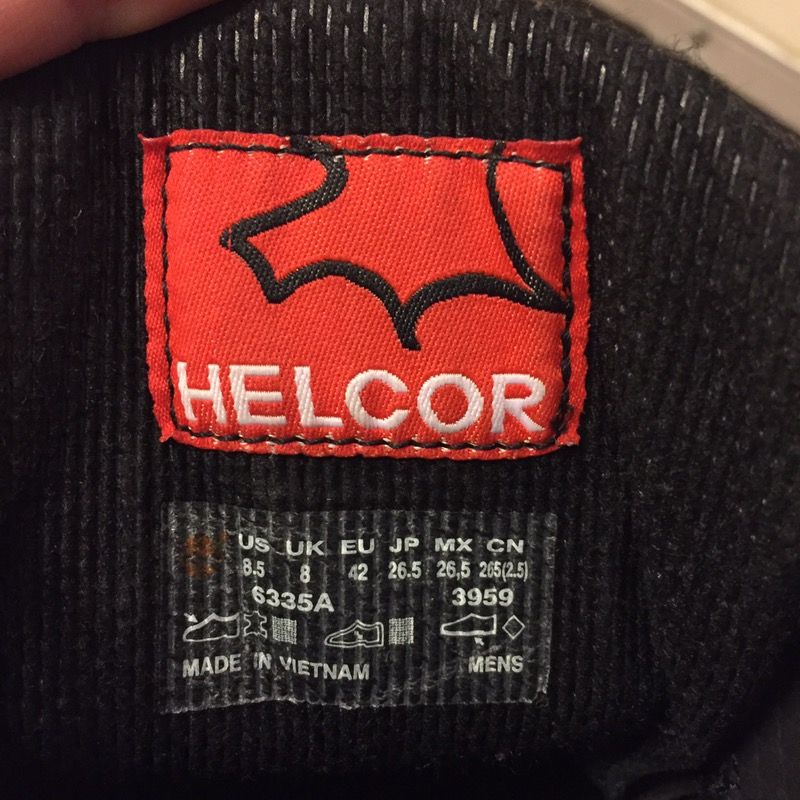 HELCOR
US UK EU JP MX CN
8.5 8 42 26.5 26,5 265(2.5)
6335A 3959
MADE IN VIETNAM MENS